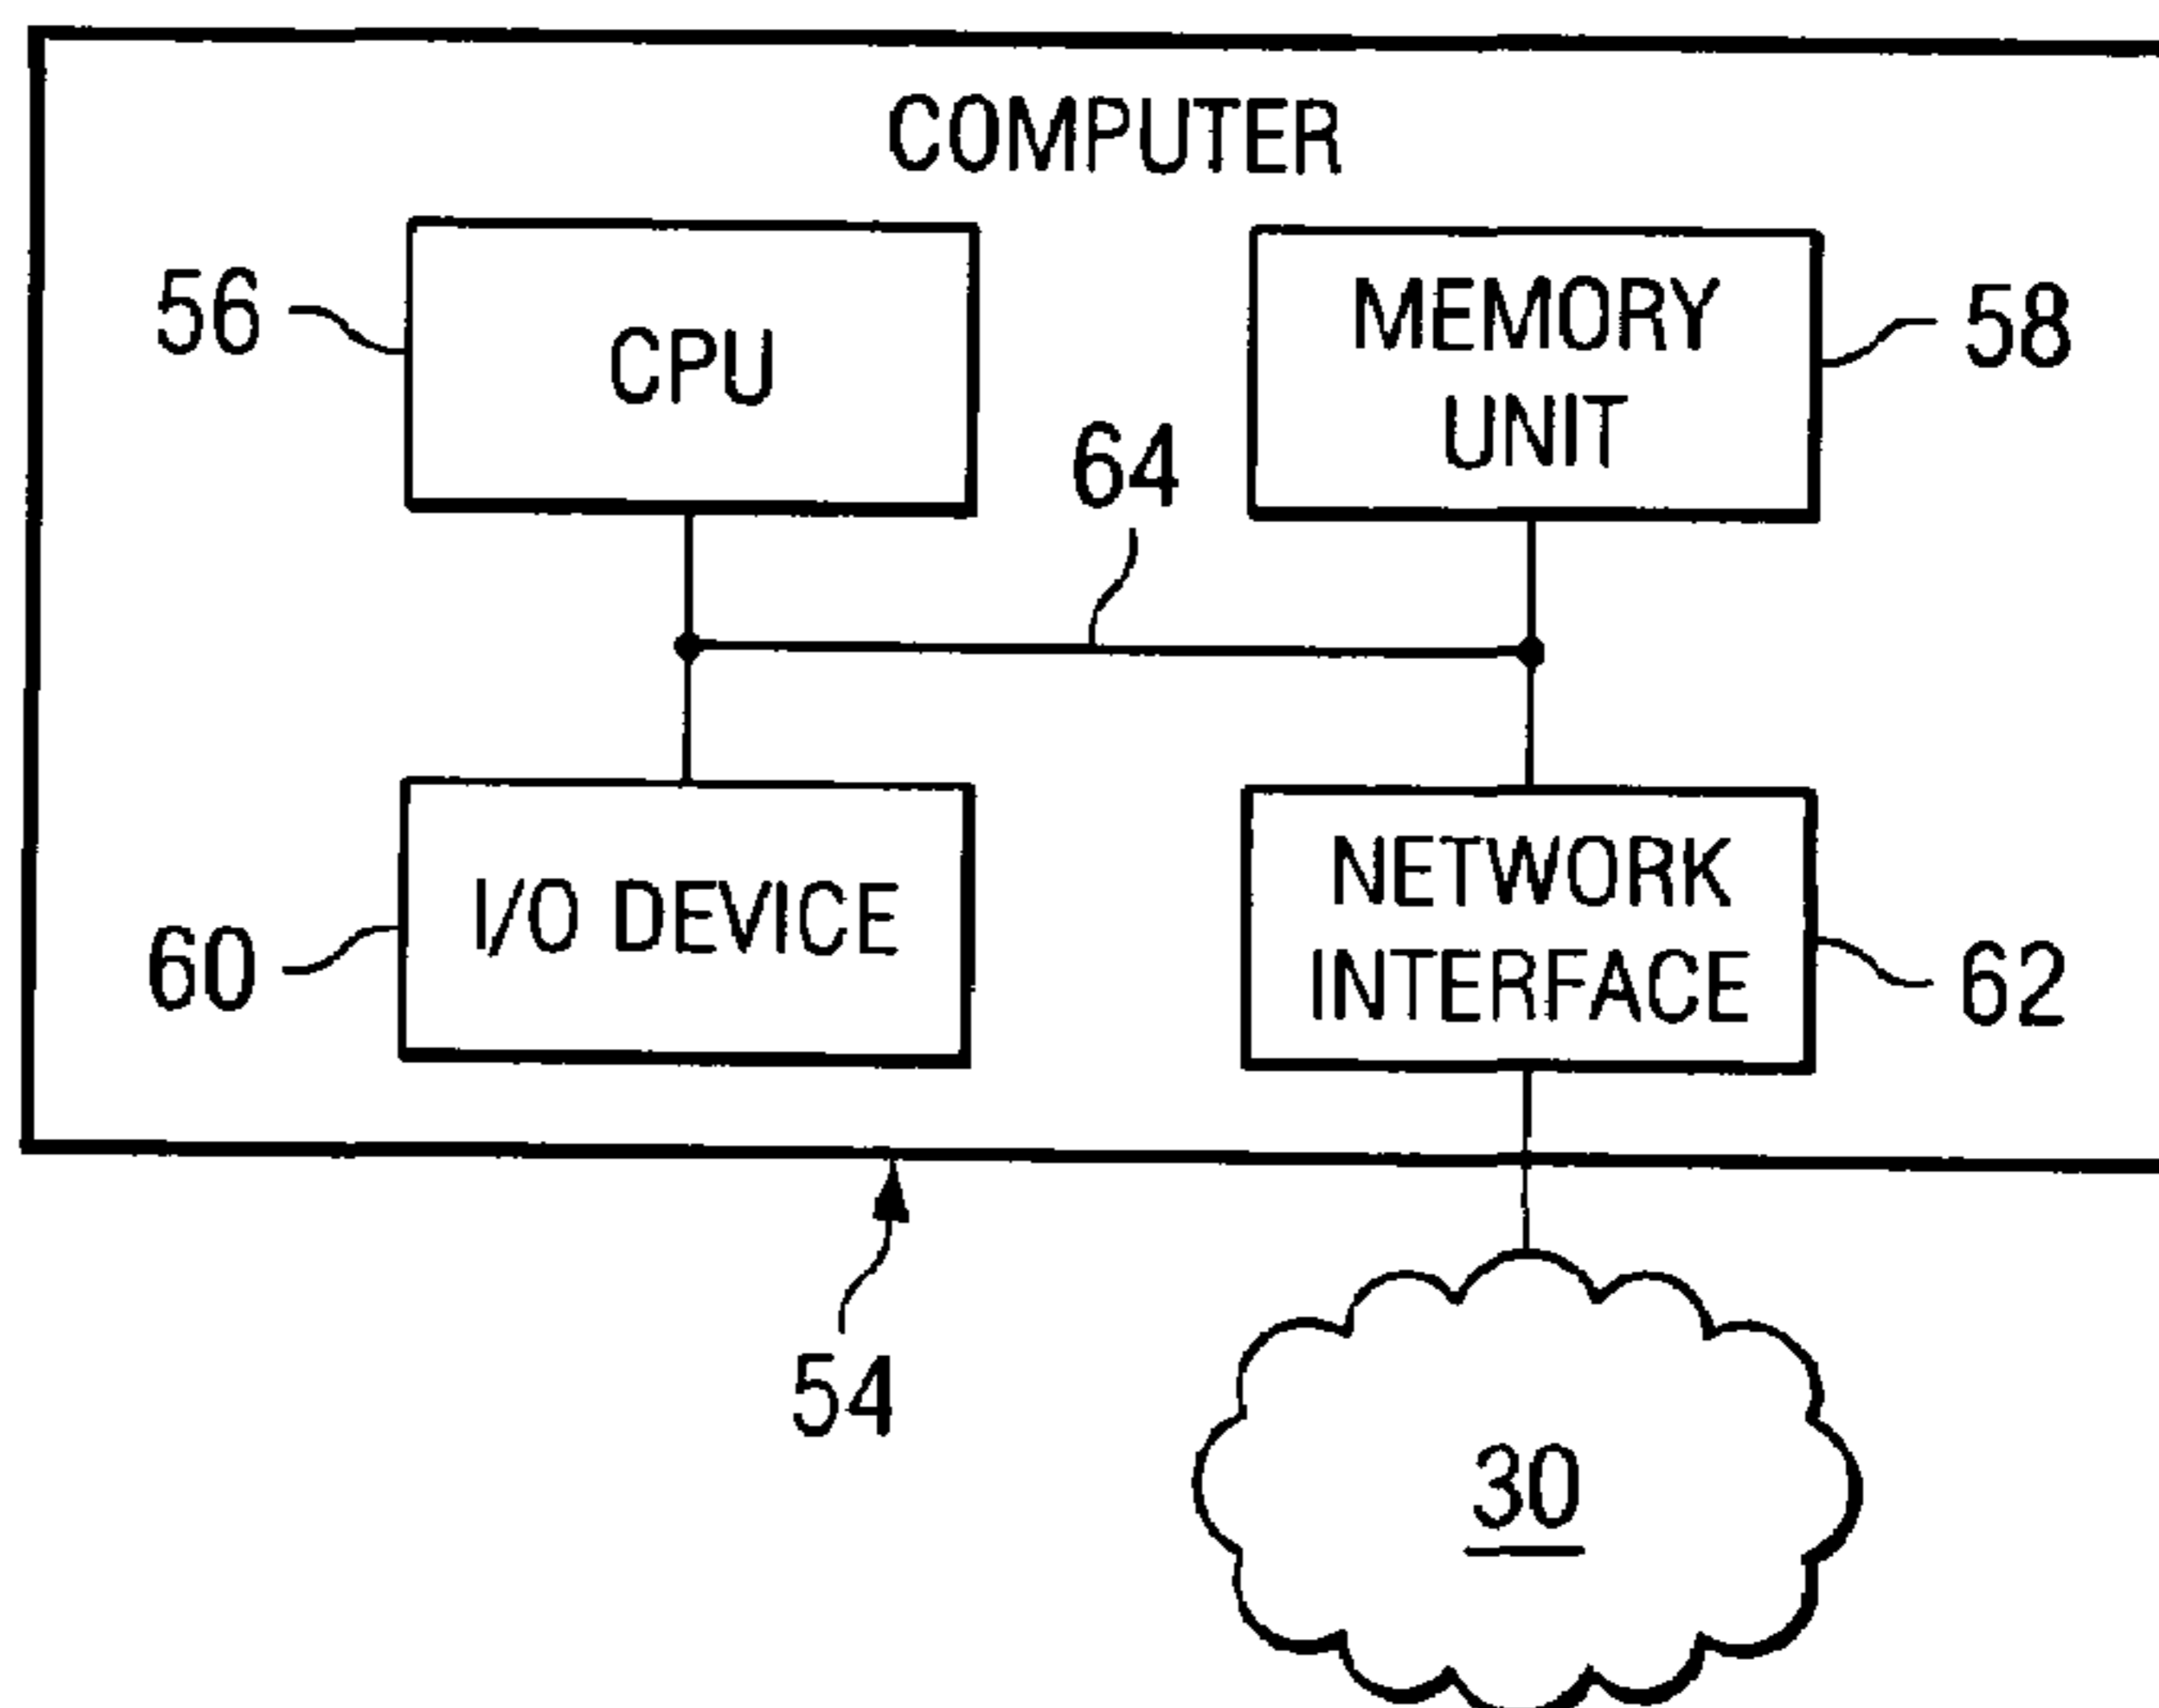 COMPUTER
56
CPU
MEMORY
UNIT
58
64
60
I/O DEVICE
NETWORK
INTERFACE
62
54
30